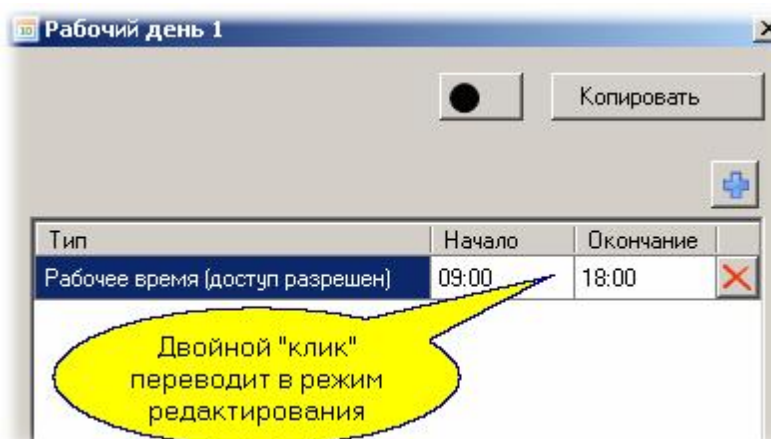 Рабочий день 1
Копировать
Тип Начало Окончание
Рабочее время (доступ разрешен) 09:00 18:00
Двойной "клик"
переводит в режим
редактирования